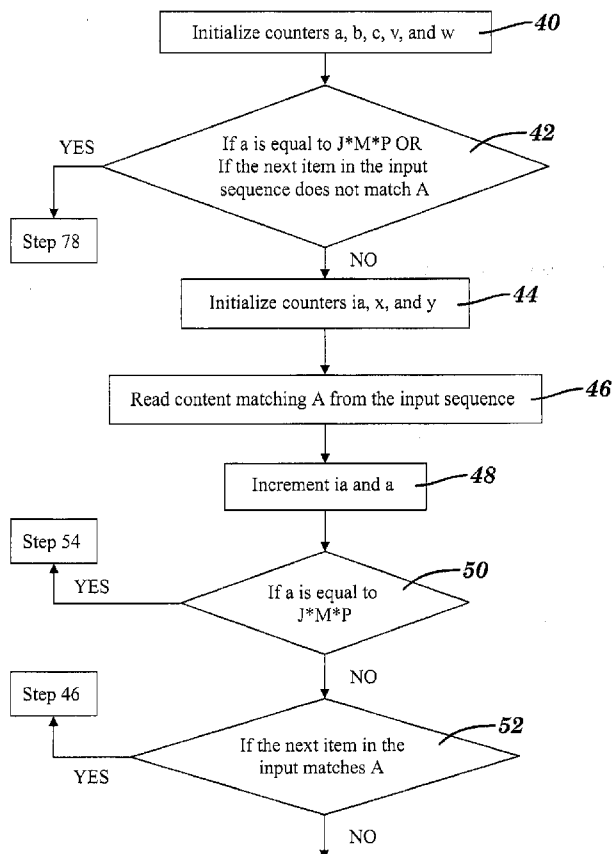 Initialize counters a, b, c, v, and w
40
YES
If a is equal to J*M*P OR
If the next item in the input
sequence does not match A
42
Step 78
NO
Initialize counters ia, x, and y
44
Read content matching A from the input sequence
46
Increment ia and a
48
Step 54
YES
If a is equal to
J*M*P
50
NO
Step 46
YES
If the next item in the
input matches A
52
NO